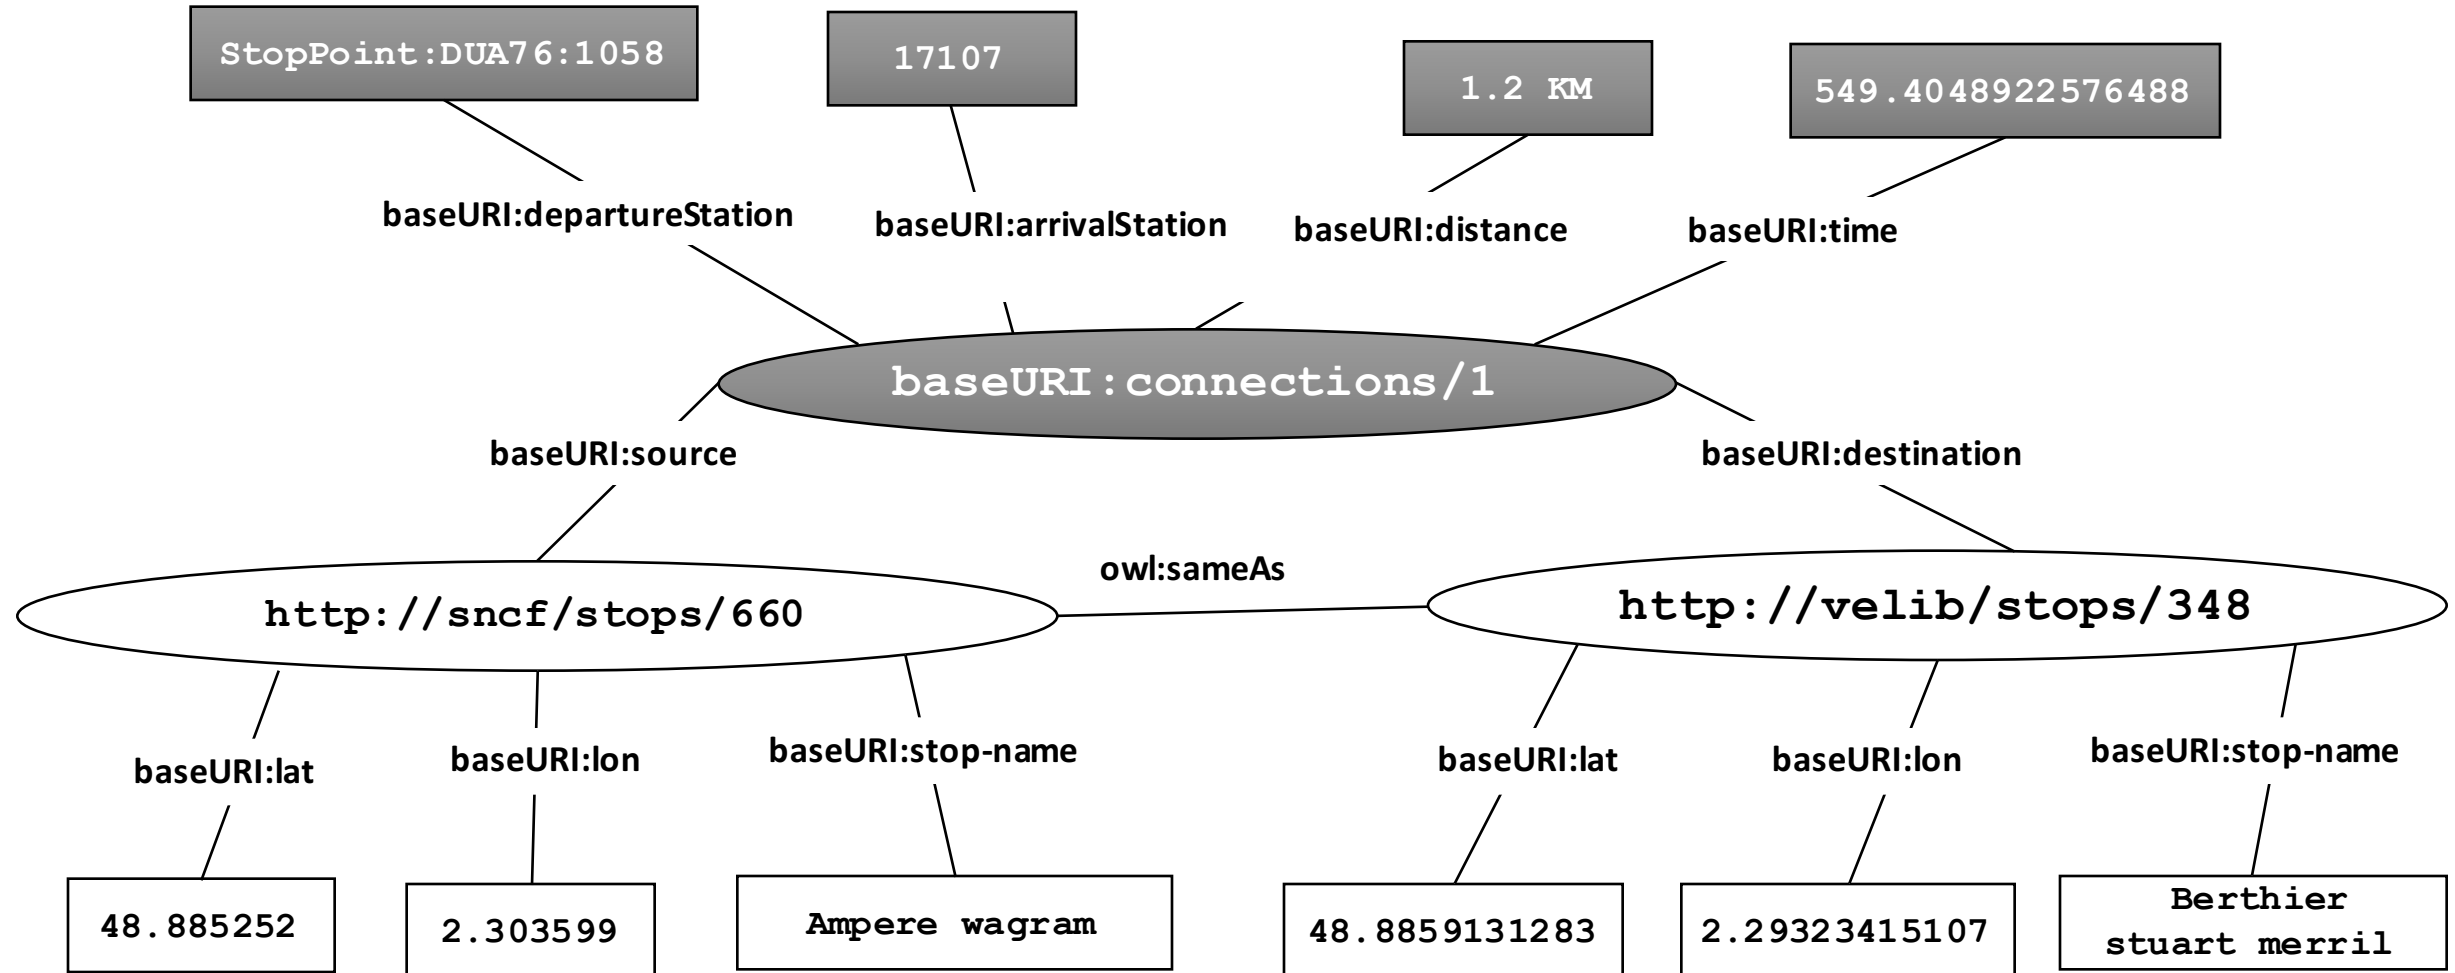 StopPoint:DUA76:1058
17107
1.2 KM
549.4048922576488
baseURI:departureStation
baseURI:arrivalStation
baseURI:distance
baseURI:time
baseURI:connections/1
baseURI:source
baseURI:destination
owl:sameAs
http://sncf/stops/660
http://velib/stops/348
baseURI:lat
baseURI:lon
baseURI:stop-name
baseURI:lat
baseURI:lon
baseURI:stop-name
48.885252
2.303599
Ampere wagram
48.8859131283
2.29323415107
Berthier
stuart merril